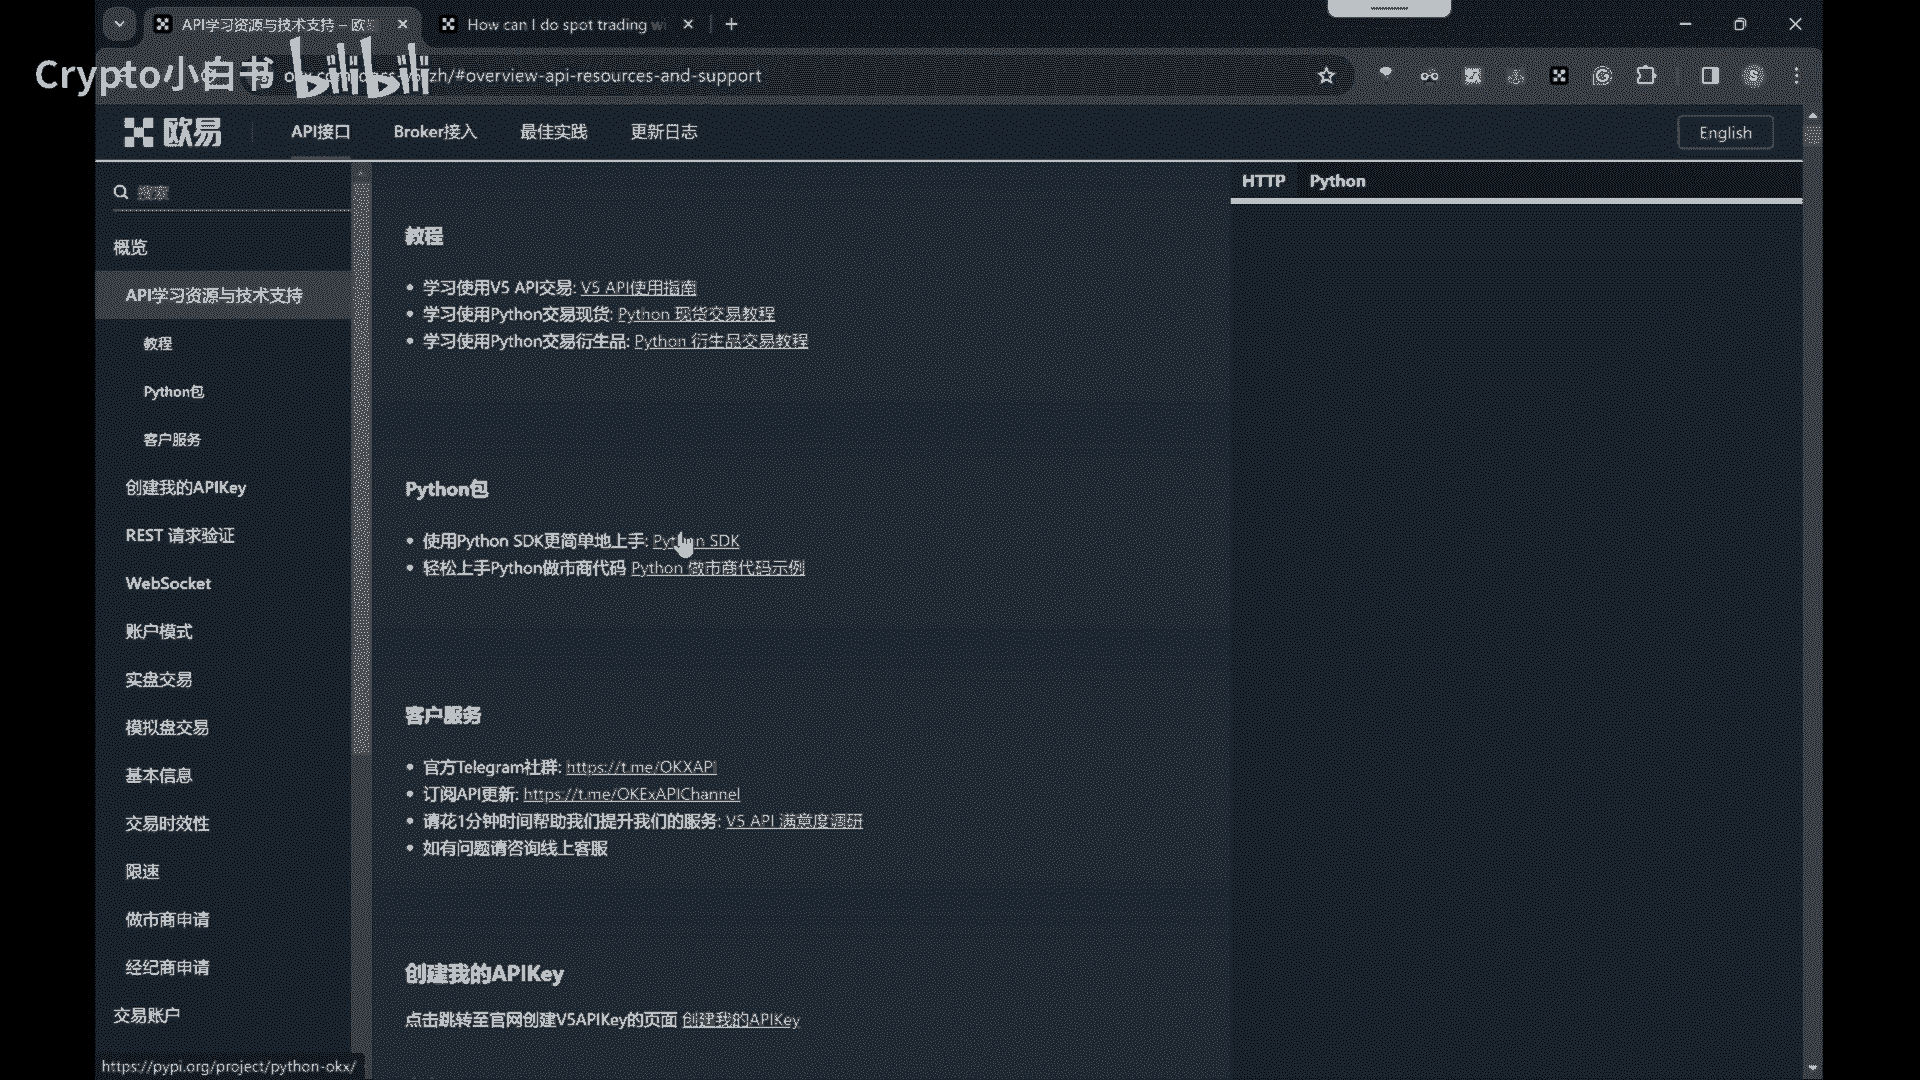 API学习资源与技术支持 – 欧
How can I do spot trading wi
Crypto小白书 bilibili
zh/#overview-api-resources-and-support
欧易
API接口
Broker接入
最佳实践
更新日志
English
搜索
HTTP
Python
概览
API学习资源与技术支持
教程
Python包
客户服务
创建我的APIKey
REST 请求验证
WebSocket
账户模式
实盘交易
模拟盘交易
基本信息
交易时效性
限速
做市商申请
经纪商申请
交易账户
教程
学习使用V5 API交易: V5 API使用指南
学习使用Python交易现货: Python 现货交易教程
学习使用Python交易衍生品: Python 衍生品交易教程
Python包
使用Python SDK更简单地上手: Python SDK
轻松上手Python做市商代码 Python 做市商代码示例
客户服务
官方Telegram社群: https://t.me/OKXAPI
订阅API更新: https://t.me/OKExAPIChannel
请花1分钟时间帮助我们提升我们的服务: V5 API 满意度调研
如有问题请咨询线上客服
创建我的APIKey
点击跳转至官网创建V5APIKey的页面 创建我的APIKey
https://pypi.org/project/python-okx/